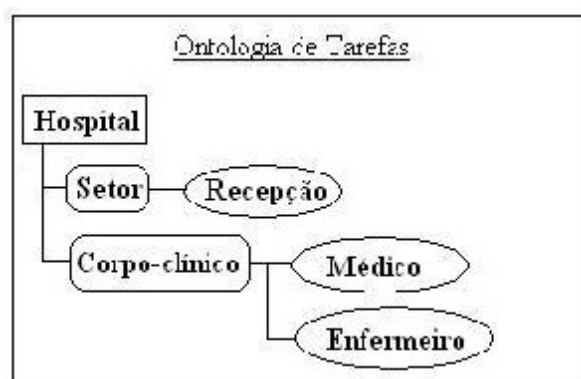 Ontologia de Tarefas
Hospital
Setor
Recepção
Corpo-clínico
Médico
Enfermeiro